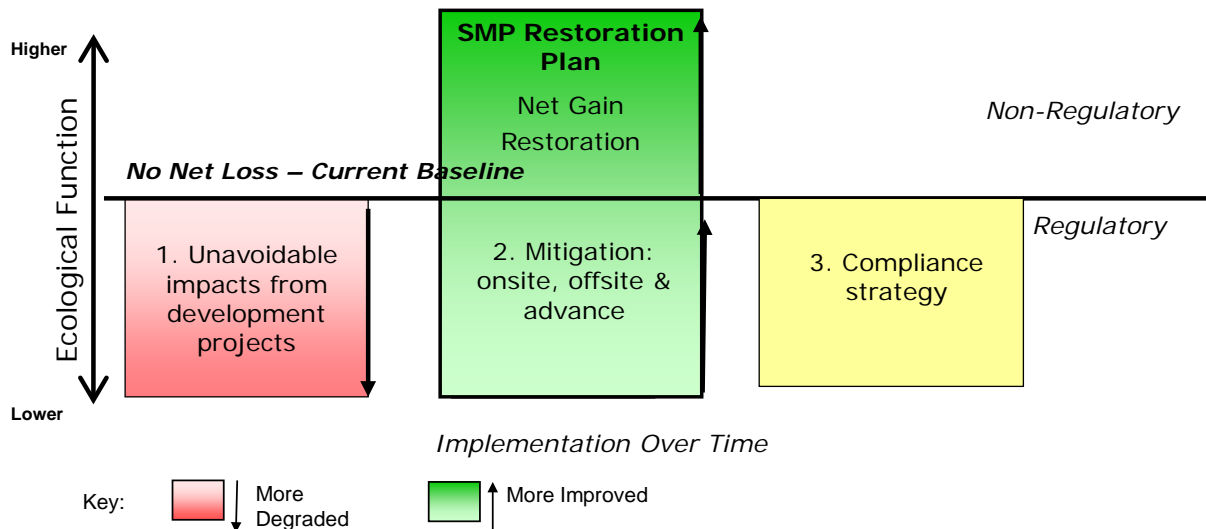 Higher
Ecological Function
Lower
SMP Restoration
Plan
Net Gain
Restoration
Non-Regulatory
No Net Loss – Current Baseline
Regulatory
1. Unavoidable
impacts from
development
projects
2. Mitigation:
onsite, offsite &
advance
3. Compliance
strategy
Implementation Over Time
Key:
More
Degraded
More Improved